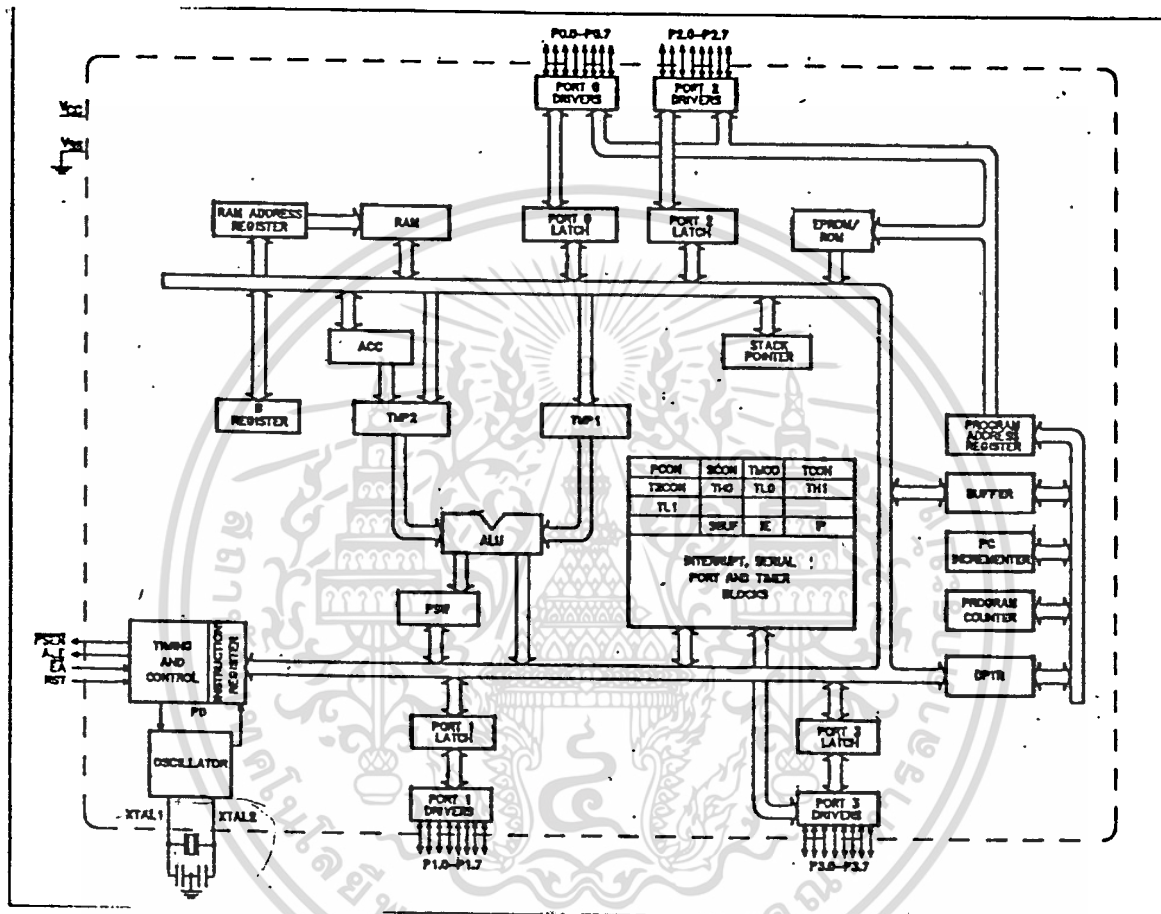 P0.0–P0.7
P2.0–P2.7
PORT 0
DRIVERS
PORT 2
DRIVERS
VCC
VSS
RAM ADDRESS
REGISTER
RAM
PORT 0
LATCH
PORT 2
LATCH
EPROM/
ROM
ACC
STACK
POINTER
B
REGISTER
TMP2
TMP1
PROGRAM
ADDRESS
REGISTER
PCON SCON TMOD TCON
T2CON TH0 TL0 TH1
TL1
SBUF IE IP
INTERRUPT, SERIAL
PORT AND TIMER
BLOCKS
BUFFER
ALU
PC
INCREMENTER
PSW
PROGRAM
COUNTER
PSEN
ALE
EA
RST
TIMING
AND
CONTROL
INSTRUCTION
REGISTER
DPTR
PD
PORT 1
LATCH
PORT 3
LATCH
OSCILLATOR
XTAL1
XTAL2
PORT 1
DRIVERS
PORT 3
DRIVERS
P1.0–P1.7
P3.0–P3.7